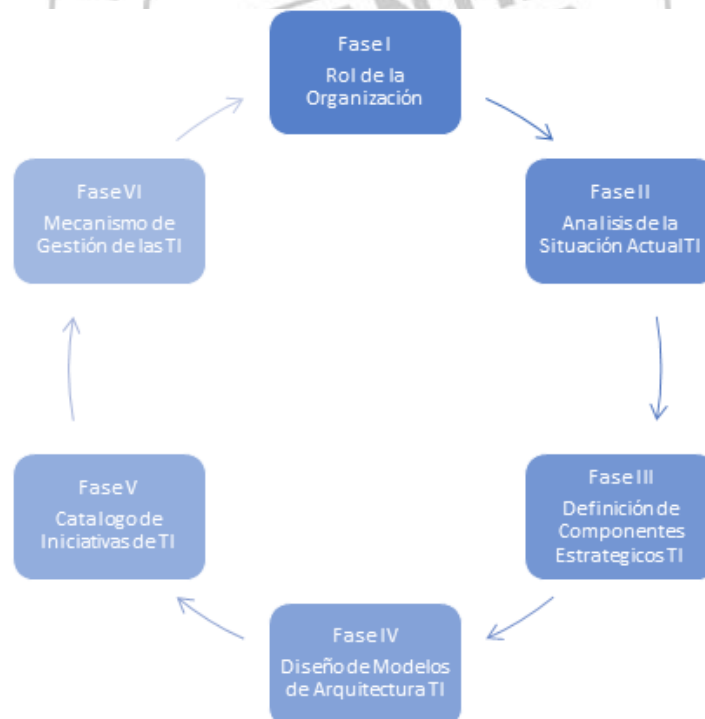 Fase I
Rol de la
Organización
Fase II
Analisis de la
Situación Actual TI
Fase III
Definición de
Componentes
Estrategicos TI
Fase IV
Diseño de Modelos
de Arquitectura TI
Fase V
Catalogo de
Iniciativas de TI
Fase VI
Mecanismo de
Gestión de las TI